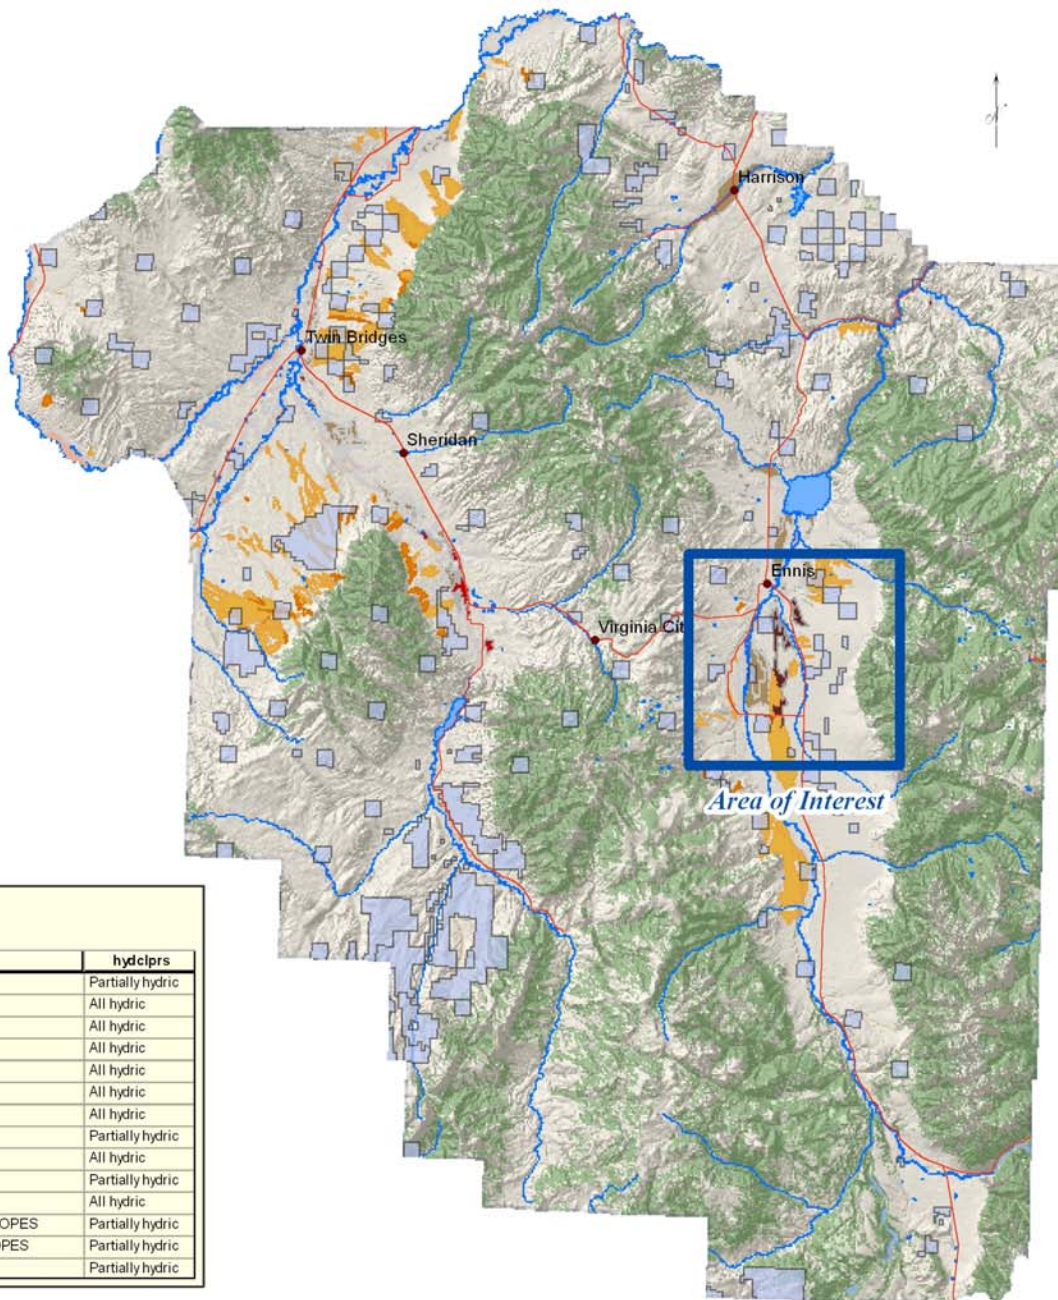 Harrison
Twin Bridges
Sheridan
Ennis
Virginia Cit
Area of Interest
hydclprs
Partially hydric
All hydric
All hydric
All hydric
All hydric
All hydric
All hydric
Partially hydric
All hydric
Partially hydric
All hydric
OPES Partially hydric
OPES Partially hydric
Partially hydric